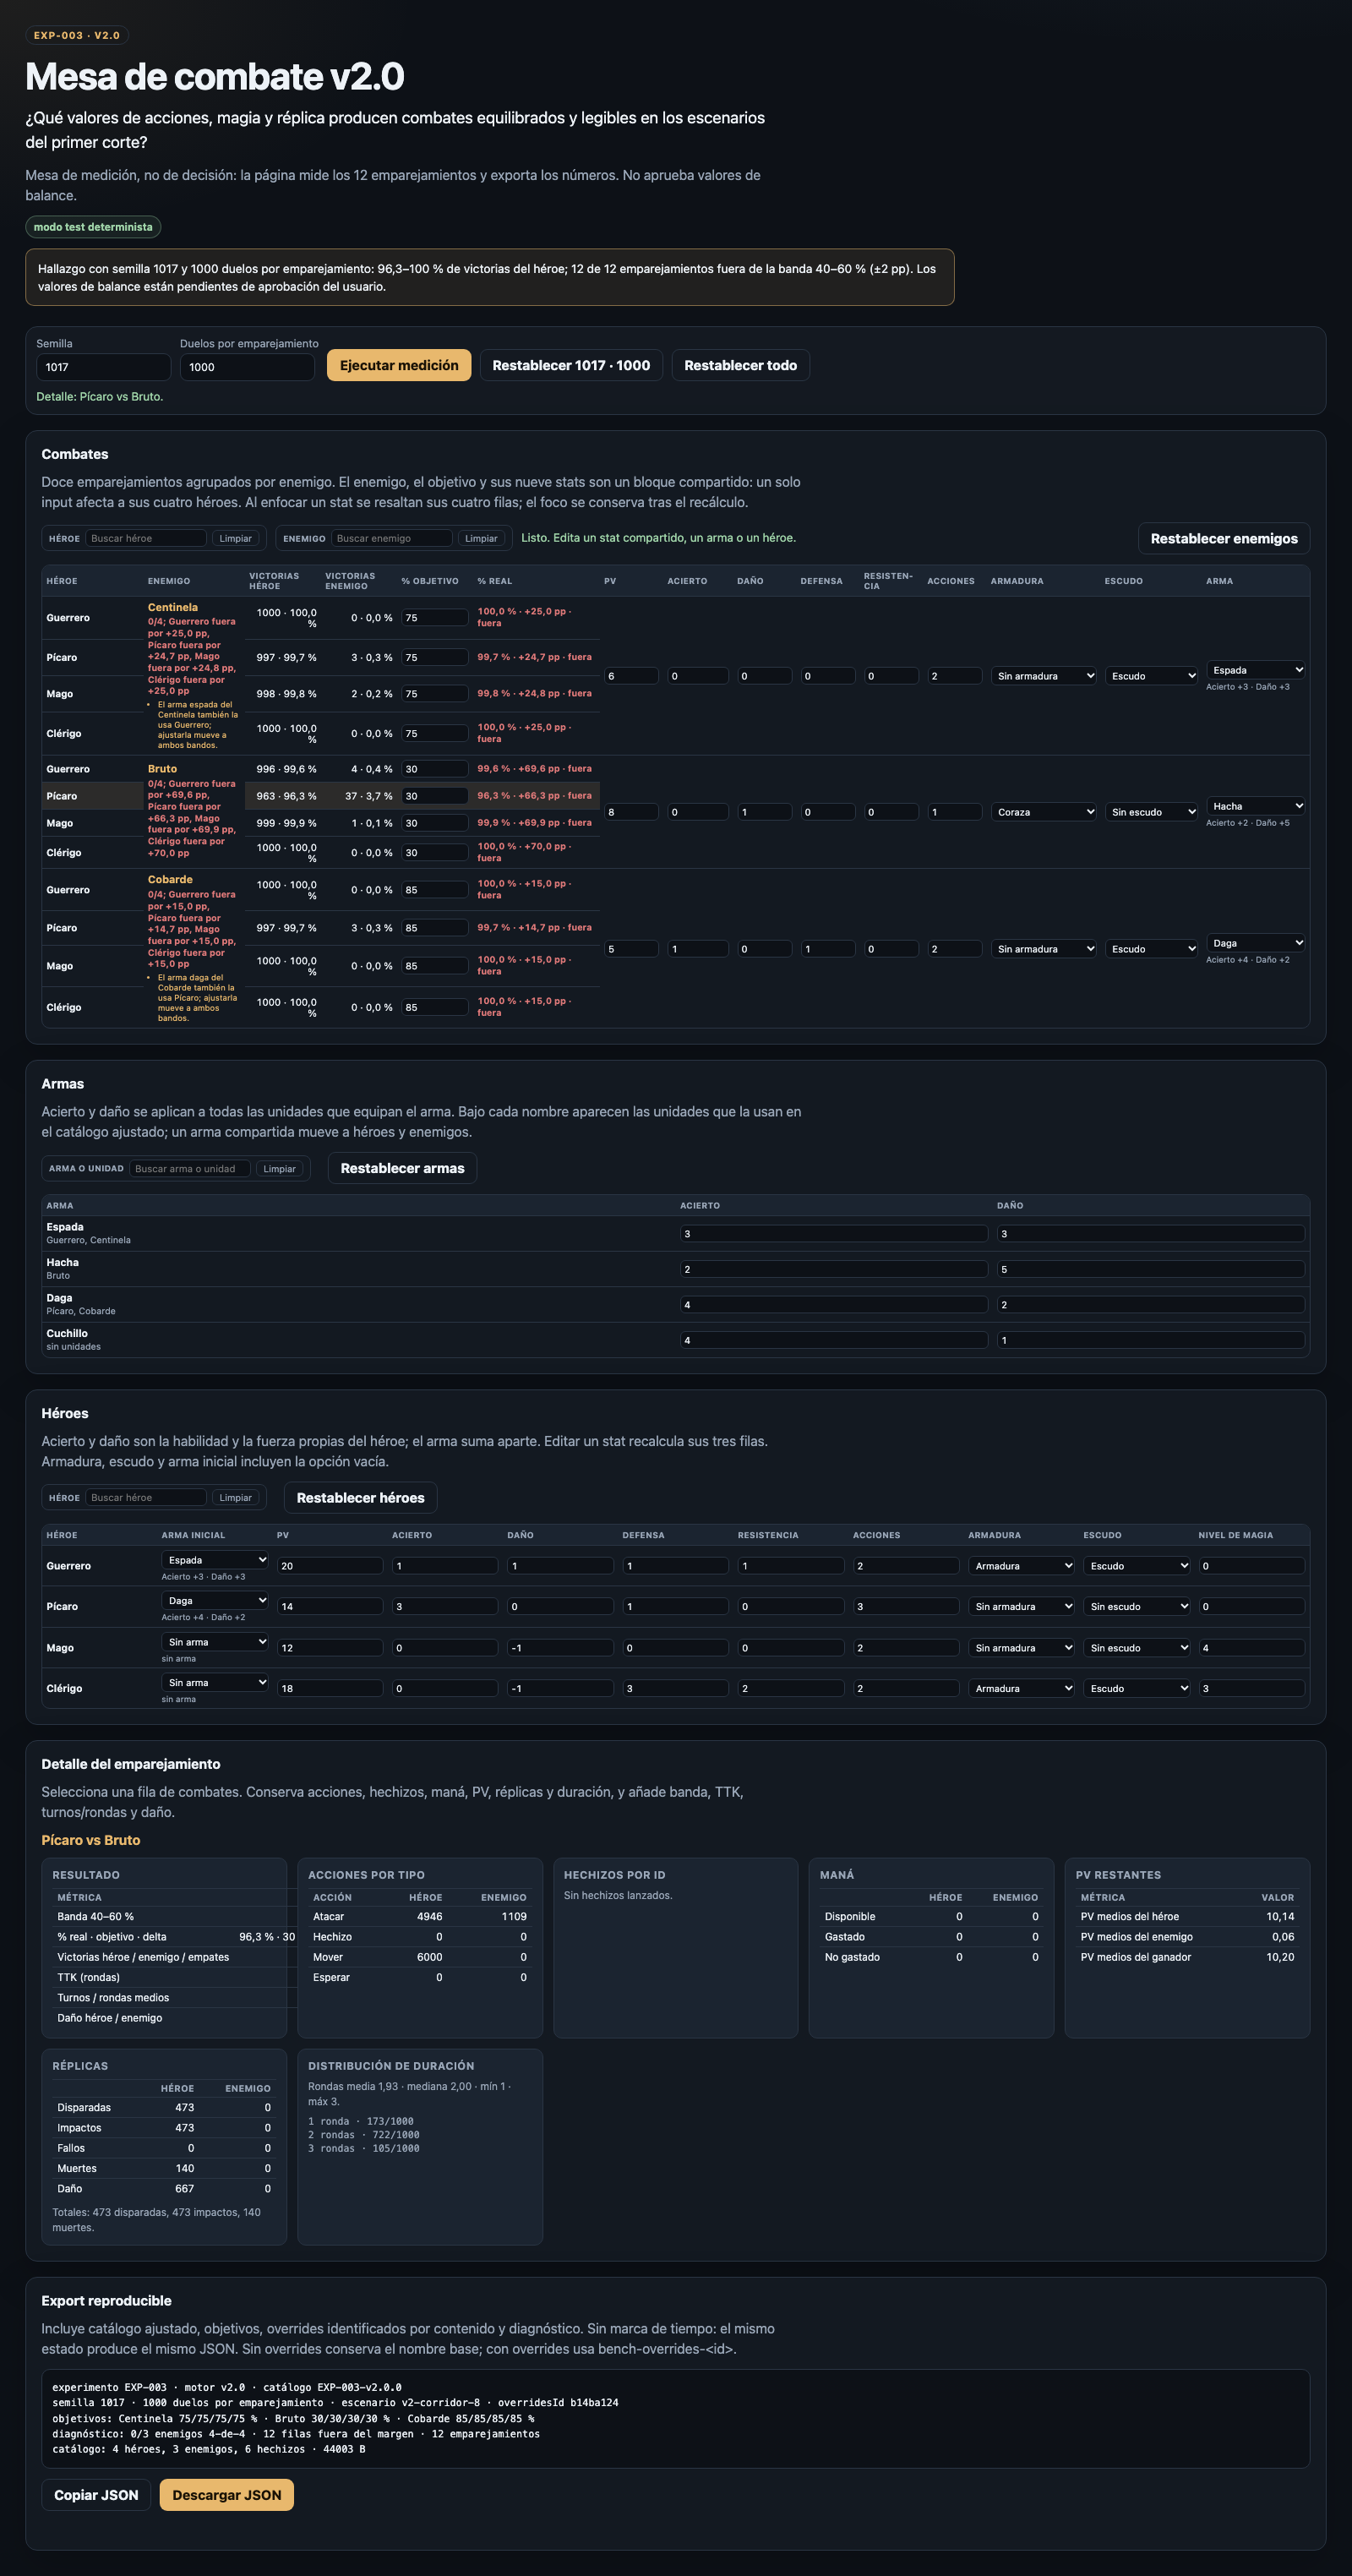 EXP-003 · V2.0
Mesa de combate v2.0
¿Qué valores de acciones, magia y réplica producen combates equilibrados y legibles en los escenarios
del primer corte?
Mesa de medición, no de decisión: la página mide los 12 emparejamientos y exporta los números. No aprueba valores de
balance.
modo test determinista
Hallazgo con semilla 1017 y 1000 duelos por emparejamiento: 96,3–100 % de victorias del héroe; 12 de 12 emparejamientos fuera de la banda 40–60 % (±2 pp). Los
valores de balance están pendientes de aprobación del usuario.
Semilla Duelos por emparejamiento
1017 1000 Ejecutar medición Restablecer 1017 · 1000 Restablecer todo
Detalle: Pícaro vs Bruto.
Combates
Doce emparejamientos agrupados por enemigo. El enemigo, el objetivo y sus nueve stats son un bloque compartido: un solo
input afecta a sus cuatro héroes. Al enfocar un stat se resaltan sus cuatro filas; el foco se conserva tras el recálculo.
HÉROE Buscar héroe Limpiar ENEMIGO Buscar enemigo Limpiar Listo. Edita un stat compartido, un arma o un héroe. Restablecer enemigos
HÉROE ENEMIGO VICTORIAS HÉROE VICTORIAS ENEMIGO % OBJETIVO % REAL PV ACIERTO DAÑO DEFENSA RESISTEN-CIA ACCIONES ARMADURA ESCUDO ARMA
Centinela
0/4; Guerrero fuera
por +25,0 pp,
Pícaro fuera por
+24,7 pp, Mago
fuera por +24,8 pp,
Clérigo fuera por
+25,0 pp
El arma espada del
Centinela también la
usa Guerrero;
ajustarla mueve a
ambos bandos.
Guerrero 1000 · 100,0 % 0 · 0,0 % 75 100,0 % · +25,0 pp · fuera
Pícaro 997 · 99,7 % 3 · 0,3 % 75 99,7 % · +24,7 pp · fuera
Mago 998 · 99,8 % 2 · 0,2 % 75 99,8 % · +24,8 pp · fuera
Clérigo 1000 · 100,0 % 0 · 0,0 % 75 100,0 % · +25,0 pp · fuera
6 0 0 0 0 2 Sin armadura Escudo Espada
Acierto +3 · Daño +3
Bruto
0/4; Guerrero fuera
por +69,6 pp,
Pícaro fuera por
+66,3 pp, Mago
fuera por +69,9 pp,
Clérigo fuera por
+70,0 pp
Guerrero 996 · 99,6 % 4 · 0,4 % 30 99,6 % · +69,6 pp · fuera
Pícaro 963 · 96,3 % 37 · 3,7 % 30 96,3 % · +66,3 pp · fuera
Mago 999 · 99,9 % 1 · 0,1 % 30 99,9 % · +69,9 pp · fuera
Clérigo 1000 · 100,0 % 0 · 0,0 % 30 100,0 % · +70,0 pp · fuera
8 0 1 0 0 1 Coraza Sin escudo Hacha
Acierto +2 · Daño +5
Cobarde
0/4; Guerrero fuera
por +15,0 pp,
Pícaro fuera por
+14,7 pp, Mago
fuera por +15,0 pp,
Clérigo fuera por
+15,0 pp
El arma daga del
Cobarde también la
usa Pícaro; ajustarla
mueve a ambos
bandos.
Guerrero 1000 · 100,0 % 0 · 0,0 % 85 100,0 % · +15,0 pp · fuera
Pícaro 997 · 99,7 % 3 · 0,3 % 85 99,7 % · +14,7 pp · fuera
Mago 1000 · 100,0 % 0 · 0,0 % 85 100,0 % · +15,0 pp · fuera
Clérigo 1000 · 100,0 % 0 · 0,0 % 85 100,0 % · +15,0 pp · fuera
5 1 0 1 0 2 Sin armadura Escudo Daga
Acierto +4 · Daño +2
Armas
Acierto y daño se aplican a todas las unidades que equipan el arma. Bajo cada nombre aparecen las unidades que la usan en
el catálogo ajustado; un arma compartida mueve a héroes y enemigos.
ARMA O UNIDAD Buscar arma o unidad Limpiar Restablecer armas
ARMA ACIERTO DAÑO
Espada 3 3
Guerrero, Centinela
Hacha 2 5
Bruto
Daga 4 2
Pícaro, Cobarde
Cuchillo 4 1
sin unidades
Héroes
Acierto y daño son la habilidad y la fuerza propias del héroe; el arma suma aparte. Editar un stat recalcula sus tres filas.
Armadura, escudo y arma inicial incluyen la opción vacía.
HÉROE Buscar héroe Limpiar Restablecer héroes
HÉROE ARMA INICIAL PV ACIERTO DAÑO DEFENSA RESISTENCIA ACCIONES ARMADURA ESCUDO NIVEL DE MAGIA
Guerrero Espada 20 1 1 1 1 2 Armadura Escudo 0
Acierto +3 · Daño +3
Pícaro Daga 14 3 0 1 0 3 Sin armadura Sin escudo 0
Acierto +4 · Daño +2
Mago Sin arma 12 0 -1 0 0 2 Sin armadura Sin escudo 4
sin arma
Clérigo Sin arma 18 0 -1 3 2 2 Armadura Escudo 3
sin arma
Detalle del emparejamiento
Selecciona una fila de combates. Conserva acciones, hechizos, maná, PV, réplicas y duración, y añade banda, TTK,
turnos/rondas y daño.
Pícaro vs Bruto
RESULTADO
MÉTRICA
Banda 40–60 %
% real · objetivo · delta 96,3 % · 30
Victorias héroe / enemigo / empates
TTK (rondas)
Turnos / rondas medios
Daño héroe / enemigo
ACCIONES POR TIPO
ACCIÓN HÉROE ENEMIGO
Atacar 4946 1109
Hechizo 0 0
Mover 6000 0
Esperar 0 0
HECHIZOS POR ID
Sin hechizos lanzados.
MANÁ
HÉROE ENEMIGO
Disponible 0 0
Gastado 0 0
No gastado 0 0
PV RESTANTES
MÉTRICA VALOR
PV medios del héroe 10,14
PV medios del enemigo 0,06
PV medios del ganador 10,20
RÉPLICAS
HÉROE ENEMIGO
Disparadas 473 0
Impactos 473 0
Fallos 0 0
Muertes 140 0
Daño 667 0
Totales: 473 disparadas, 473 impactos, 140
muertes.
DISTRIBUCIÓN DE DURACIÓN
Rondas media 1,93 · mediana 2,00 · mín 1 ·
máx 3.
1 ronda · 173/1000
2 rondas · 722/1000
3 rondas · 105/1000
Export reproducible
Incluye catálogo ajustado, objetivos, overrides identificados por contenido y diagnóstico. Sin marca de tiempo: el mismo
estado produce el mismo JSON. Sin overrides conserva el nombre base; con overrides usa bench-overrides-<id>.
experimento EXP-003 · motor v2.0 · catálogo EXP-003-v2.0.0
semilla 1017 · 1000 duelos por emparejamiento · escenario v2-corridor-8 · overridesId b14ba124
objetivos: Centinela 75/75/75/75 % · Bruto 30/30/30/30 % · Cobarde 85/85/85/85 %
diagnóstico: 0/3 enemigos 4-de-4 · 12 filas fuera del margen · 12 emparejamientos
catálogo: 4 héroes, 3 enemigos, 6 hechizos · 44003 B
Copiar JSON Descargar JSON